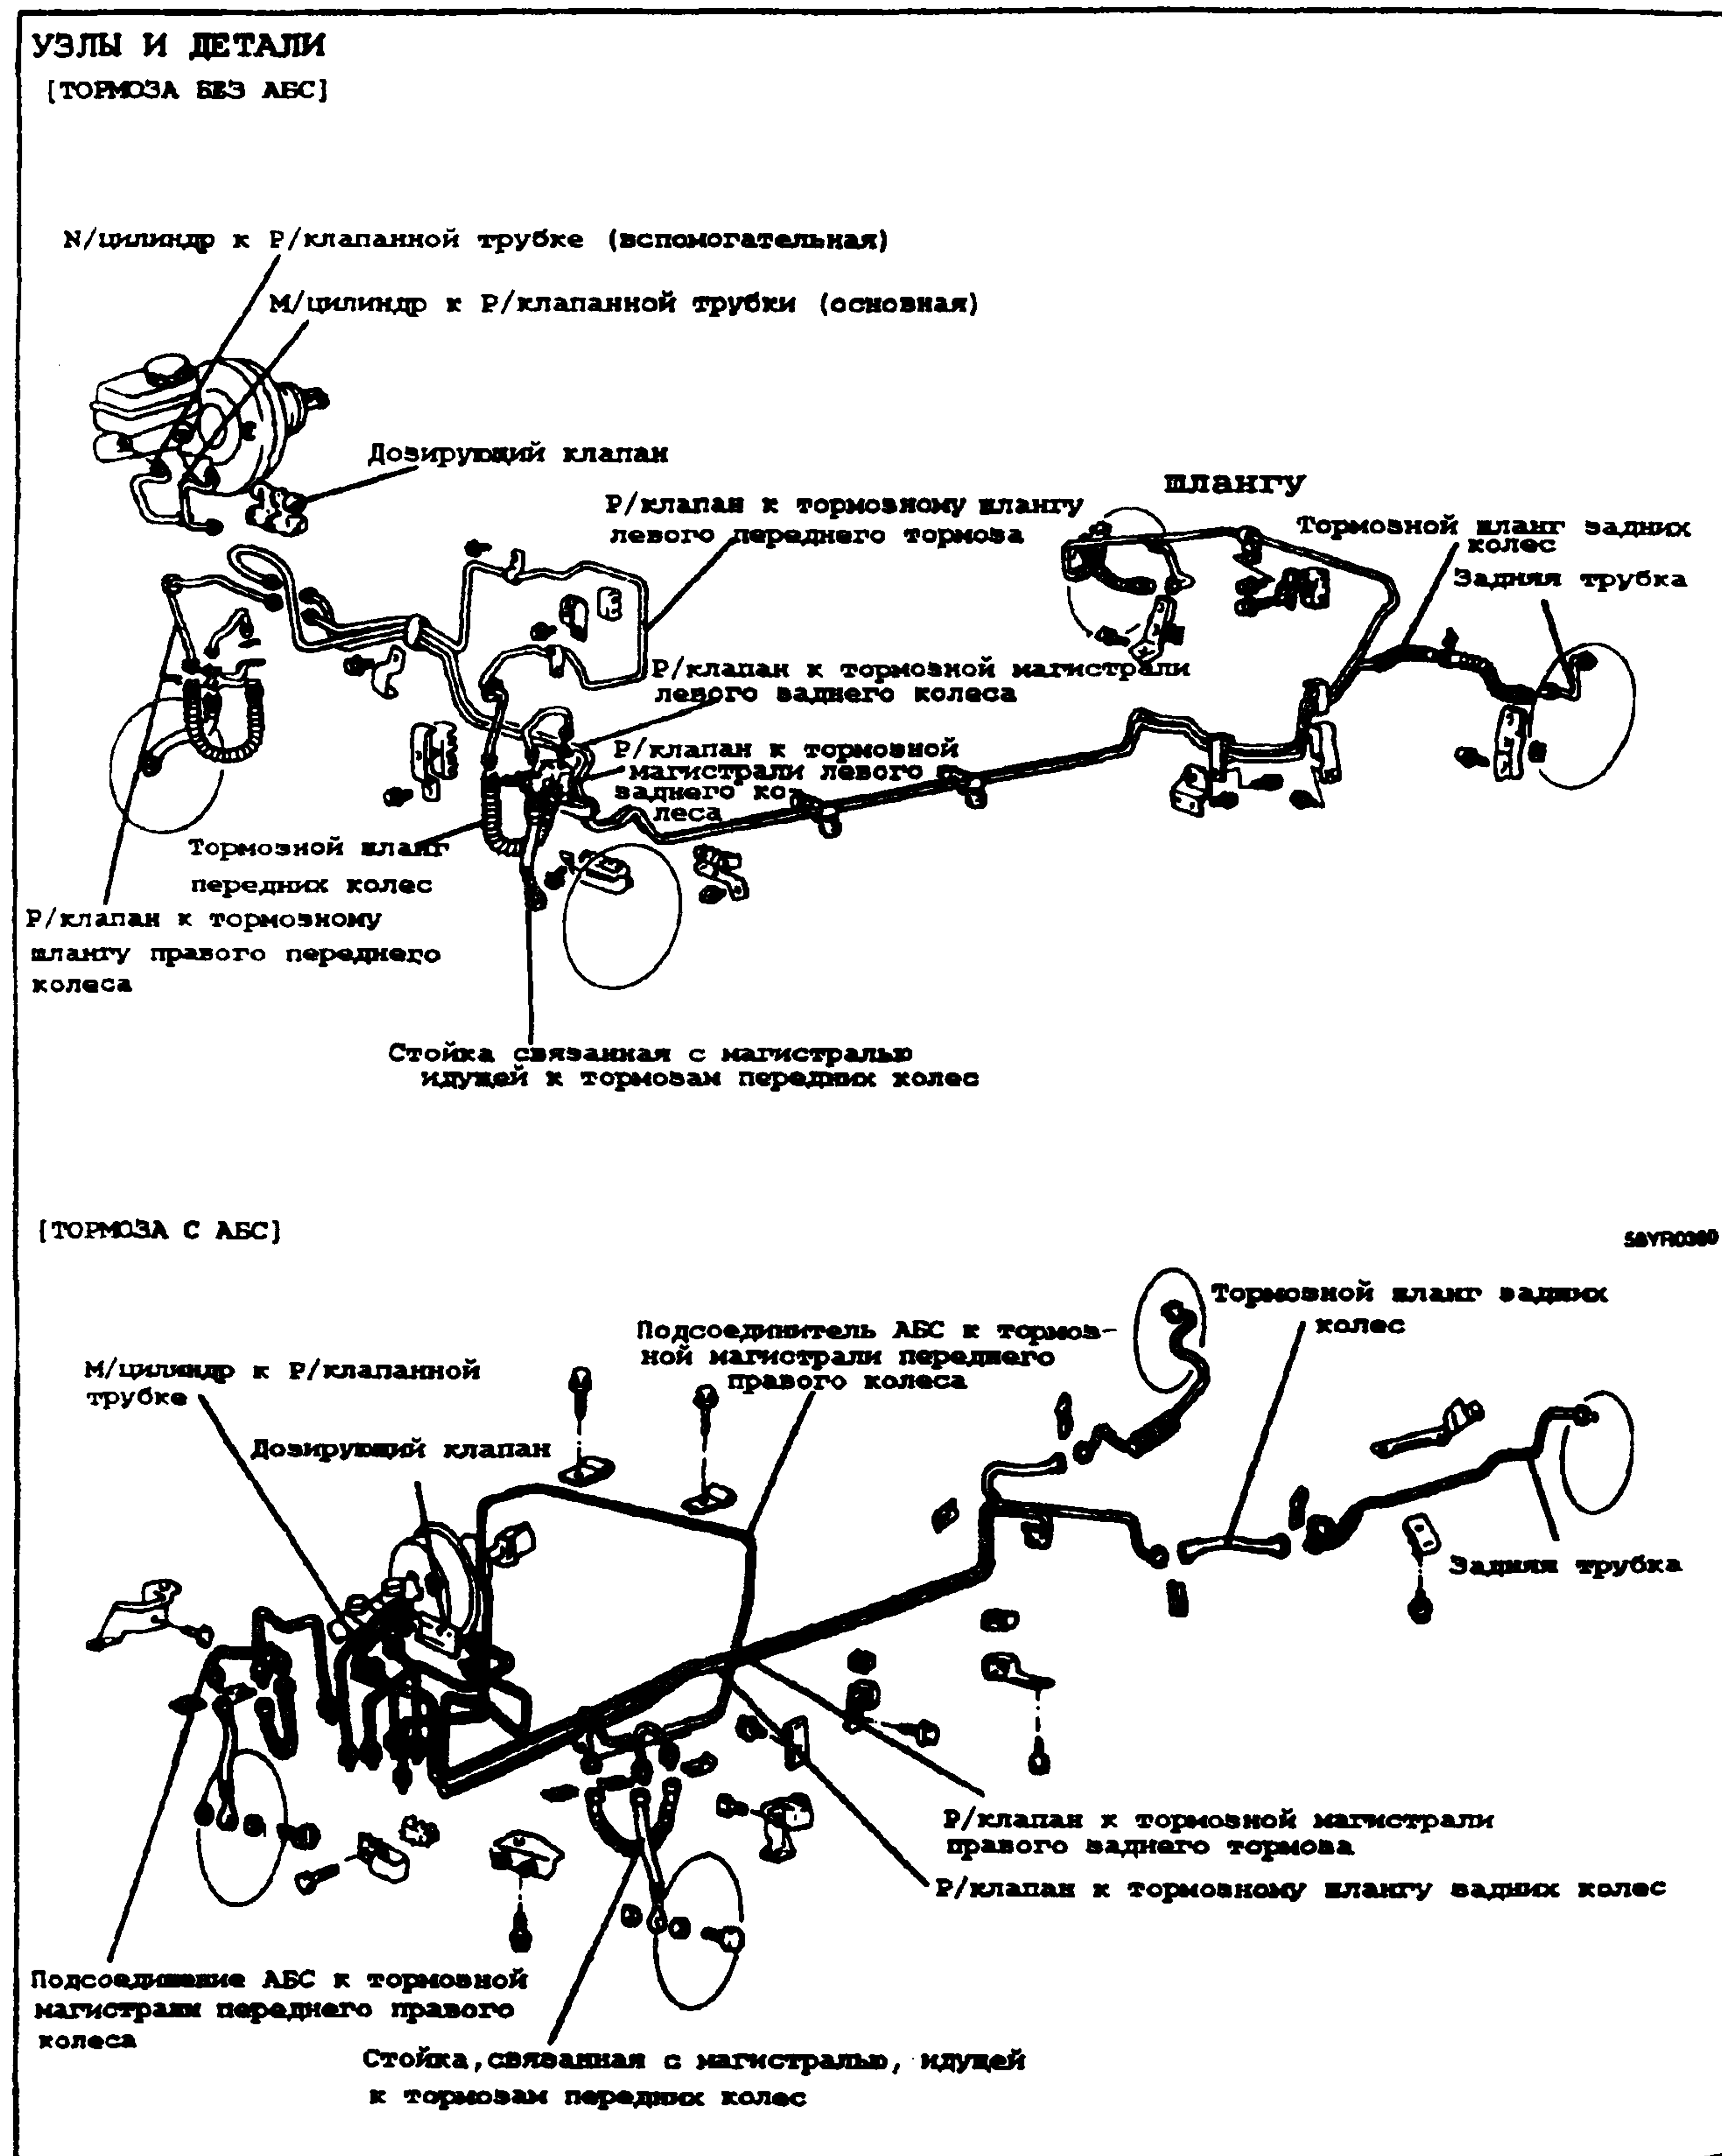 УЗЛЫ И ДЕТАЛИ
[ТОРМОЗА БЕЗ АБС]
N/цилиндр к Р/клапанной трубке (вспомогательная)
М/цилиндр к Р/клапанной трубки (основная)
Дозирующий клапан
Р/клапан к тормозному шлангу
левого переднего тормоза
шлангу
Тормозной шланг задних
колес
Задняя трубка
Р/клапан к тормозной магистрали
левого заднего колеса
Р/клапан к тормозной
магистрали левого
заднего ко-
леса
Тормозной шланг
передних колес
Р/клапан к тормозному
шлангу правого переднего
колеса
Стойка связанная с магистралью
идущей к тормозам передних колес
[ТОРМОЗА С АБС]
58YR0360
Тормозной шланг задних
колес
Подсоединитель АБС к тормоз-
ной магистрали переднего
правого колеса
М/цилиндр к Р/клапанной
трубке
Дозирующий клапан
Задняя трубка
Р/клапан к тормозной магистрали
правого заднего тормоза
Р/клапан к тормозному шлангу задних колес
Подсоединение АБС к тормозной
магистрали переднего правого
колеса
Стойка, связанная с магистралью, идущей
к тормозам передних колес